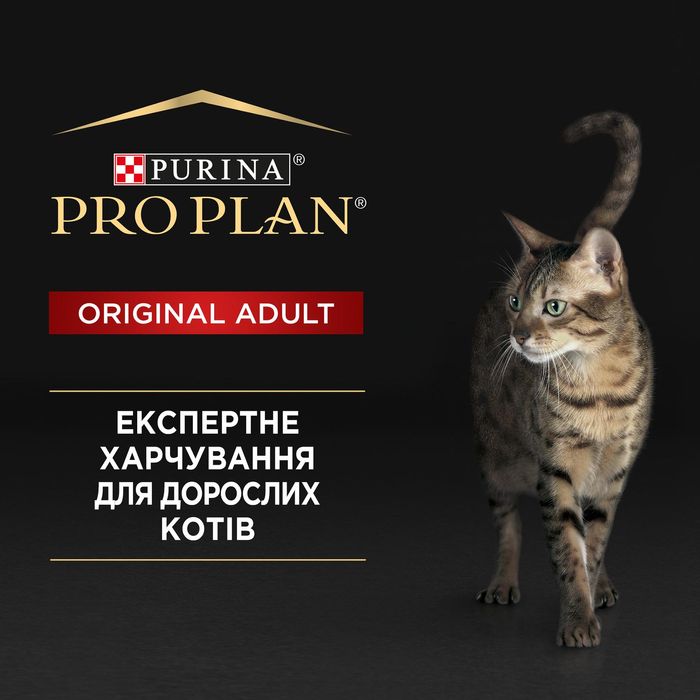 PURINA®
PRO PLAN®
ORIGINAL ADULT
ЕКСПЕРТНЕ
ХАРЧУВАННЯ
ДЛЯ ДОРОСЛИХ
КОТІВ